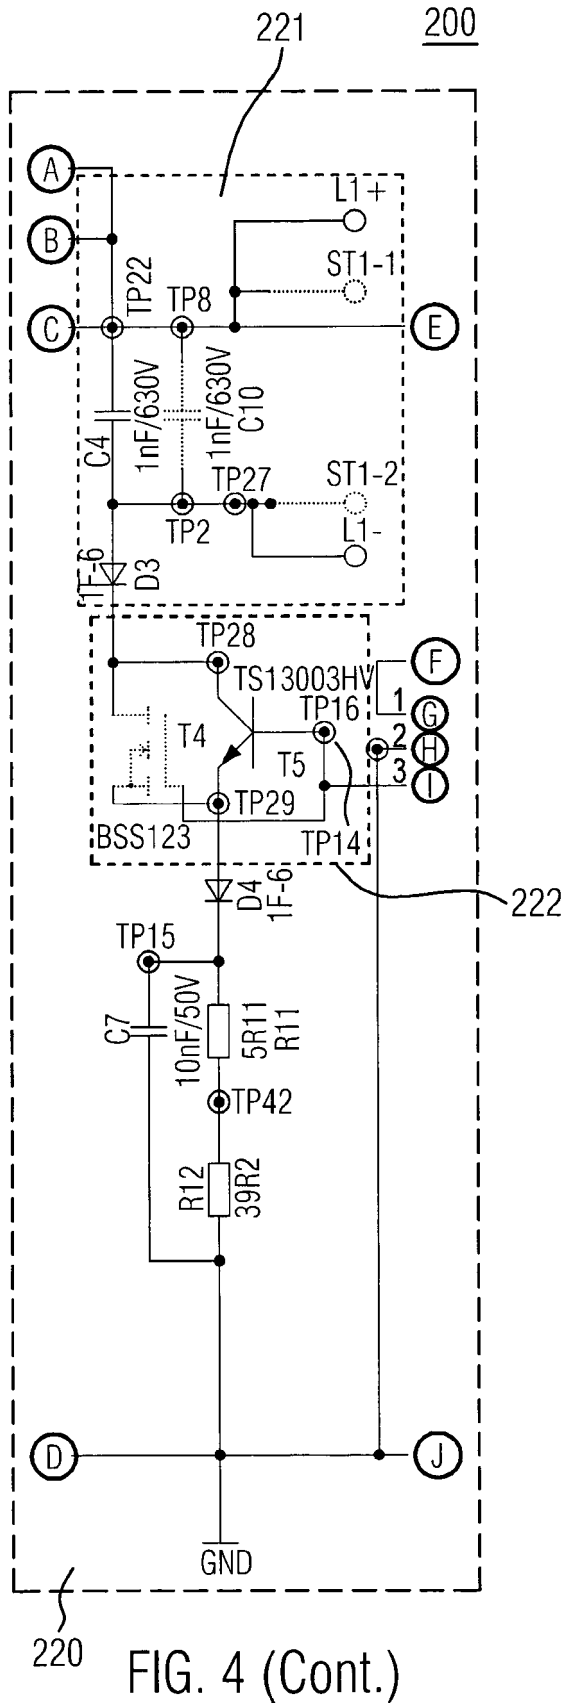 200
221
A
L1+
B
ST1-1
TP22
TP8
C
E
C4
1nF/630V
1nF/630V
C10
TP27
ST1-2
TP2
L1-
1F-6
D3
TP28
F
TS13003HV
TP16
1
G
T4
T5
2
H
3
I
TP29
BSS123
TP14
D4
1F-6
222
TP15
C7
10nF/50V
5R11
R11
TP42
R12
39R2
D
J
GND
220
FIG. 4 (Cont.)